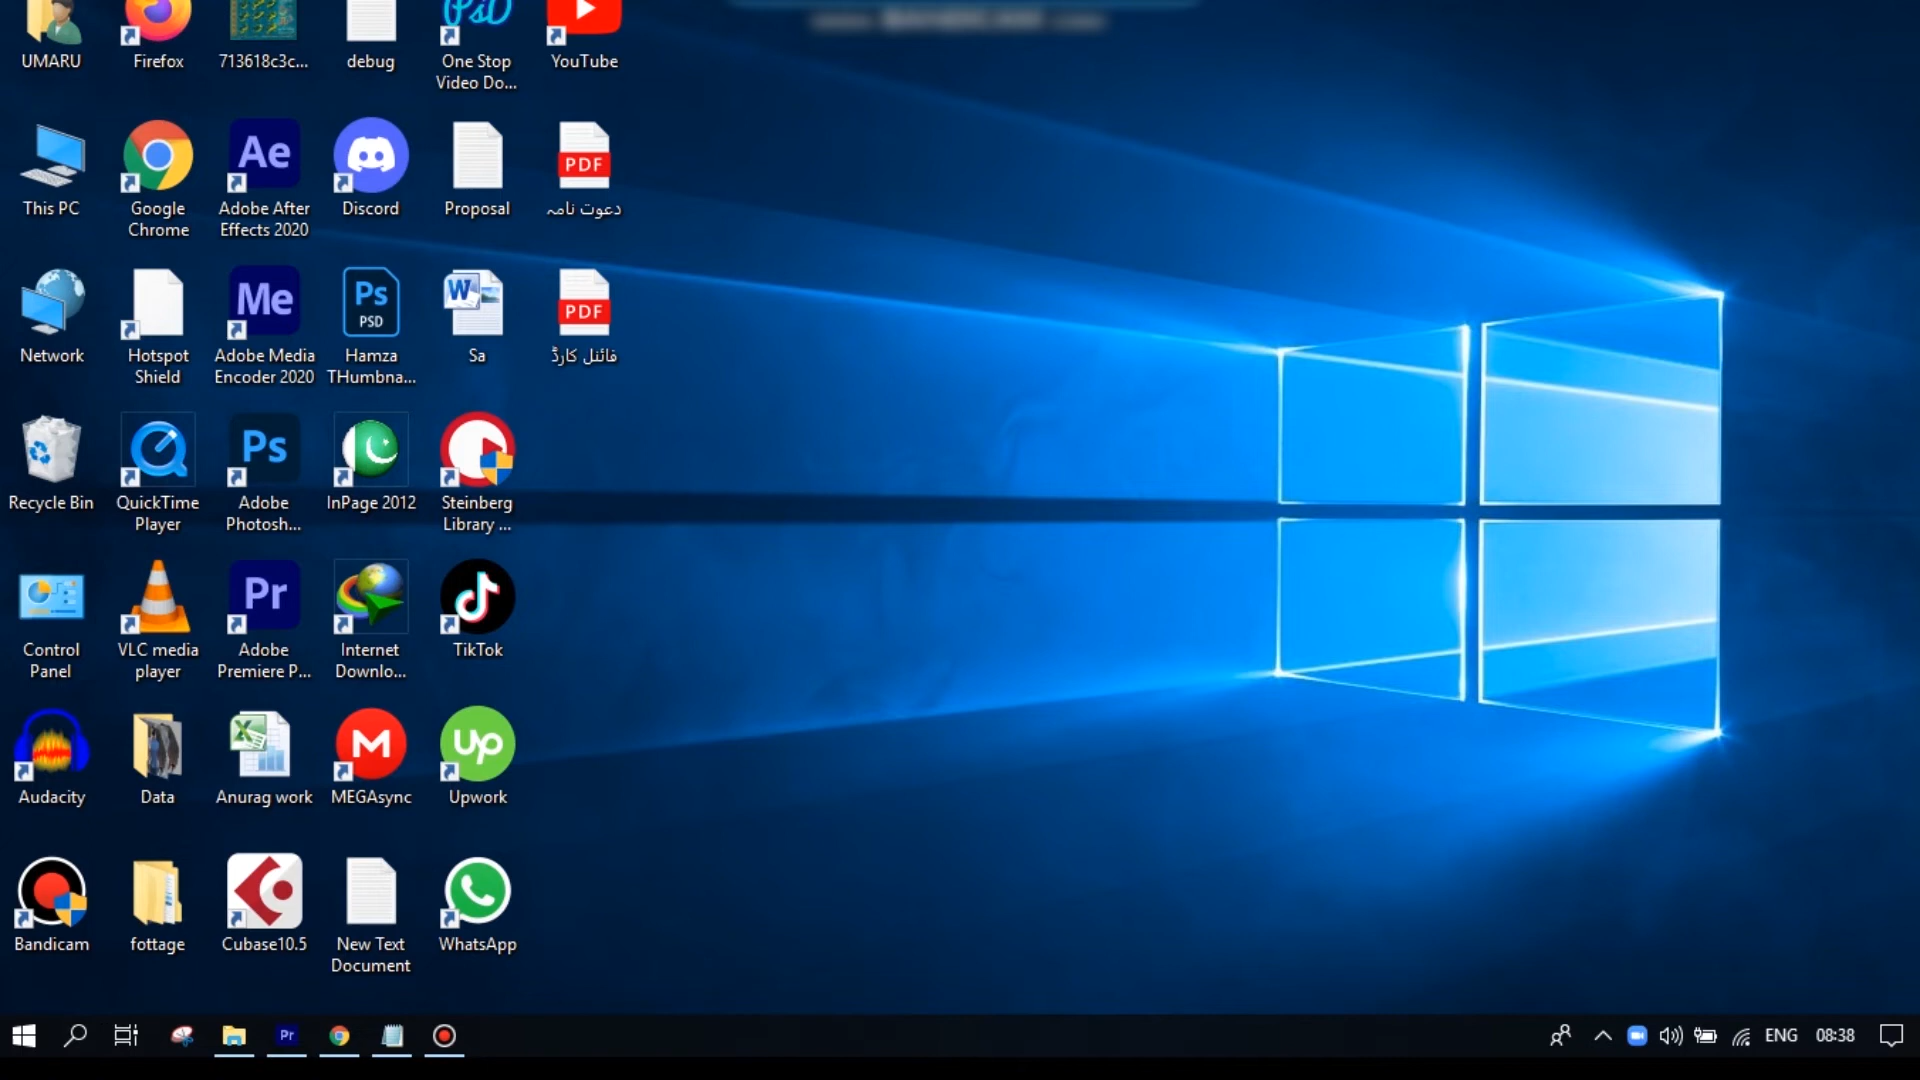 UMARU
Firefox
713618c3c...
debug
One Stop
Video Do...
YouTube
This PC
Google
Chrome
Ae
Adobe After
Effects 2020
Discord
Proposal
PDF
دعوت نامہ
Network
Hotspot
Shield
Me
Adobe Media
Encoder 2020
Ps
PSD
Hamza
THumbna...
W
Sa
PDF
فائنل کارڈ
Recycle Bin
QuickTime
Player
Ps
Adobe
Photosh...
InPage 2012
Steinberg
Library ...
Control
Panel
VLC media
player
Pr
Adobe
Premiere P...
Internet
Downlo...
TikTok
Audacity
Data
X
Anurag work
M
MEGAsync
Up
Upwork
Bandicam
fottage
Cubase10.5
New Text
Document
WhatsApp
Pr
ENG
08:38